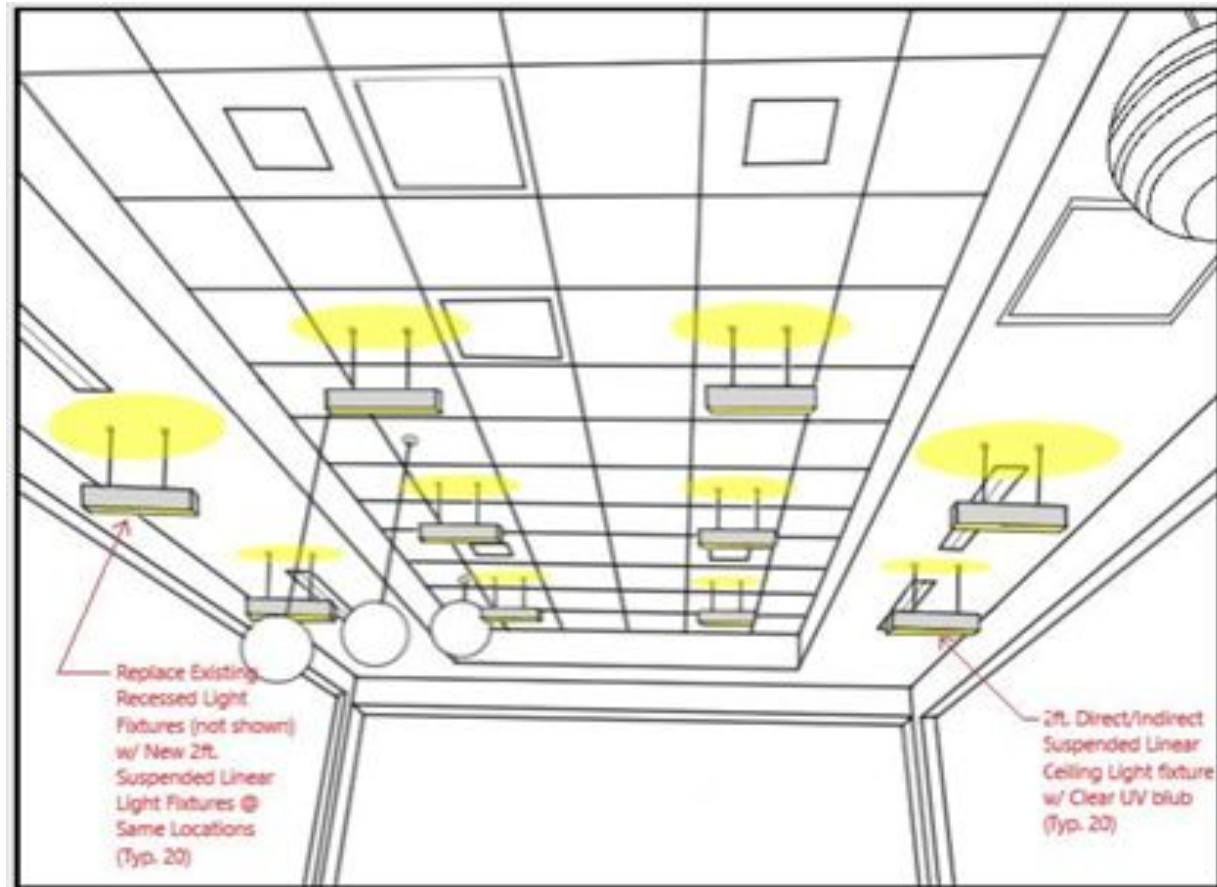 Replace Existing
Recessed Light
Fixtures (not shown)
w/ New 2ft.
Suspended Linear
Light Fixtures @
Same Locations
(Typ. 20)
2ft. Direct/Indirect
Suspended Linear
Ceiling Light fixture
w/ Clear UV blub
(Typ. 20)